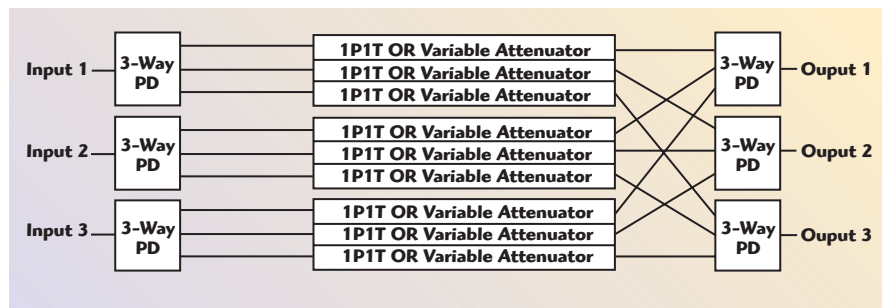 1P1T OR Variable Attenuator
Input 1
3-Way
PD
1P1T OR Variable Attenuator
1P1T OR Variable Attenuator
3-Way
PD
Ouput 1
1P1T OR Variable Attenuator
Input 2
3-Way
PD
1P1T OR Variable Attenuator
1P1T OR Variable Attenuator
3-Way
PD
Ouput 2
1P1T OR Variable Attenuator
Input 3
3-Way
PD
1P1T OR Variable Attenuator
1P1T OR Variable Attenuator
3-Way
PD
Ouput 3